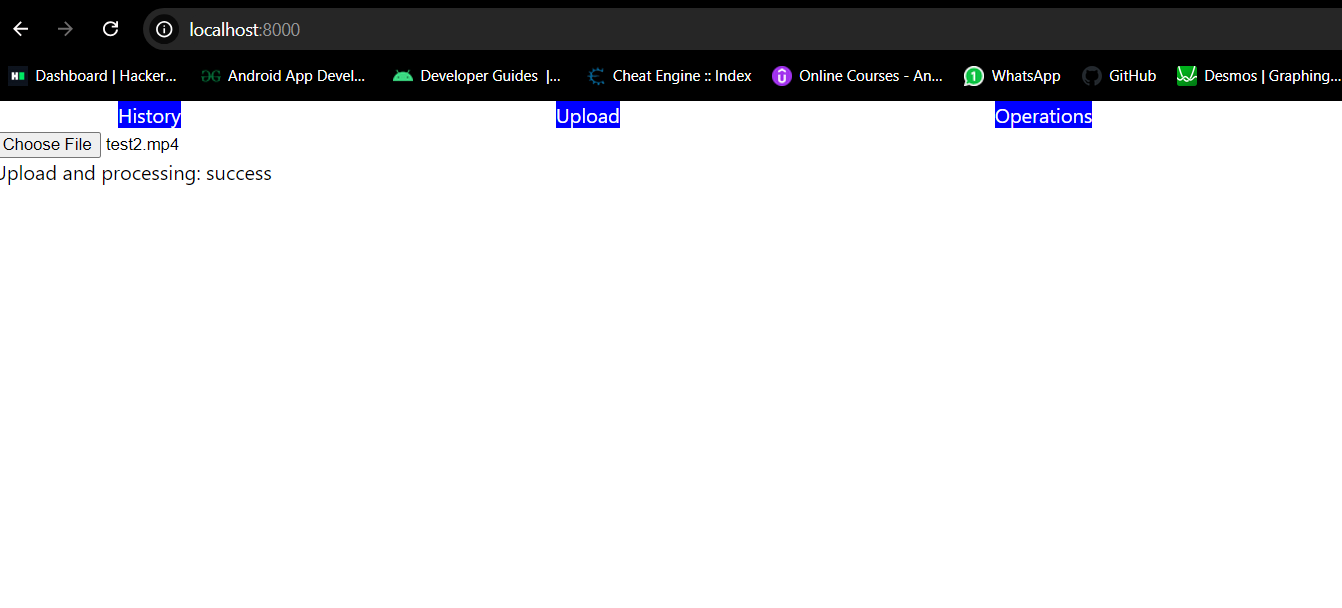 localhost:8000
Dashboard | Hacker... Android App Devel... Developer Guides |... Cheat Engine :: Index Online Courses - An... WhatsApp GitHub Desmos | Graphing...
History Upload Operations
Choose File test2.mp4
Upload and processing: success